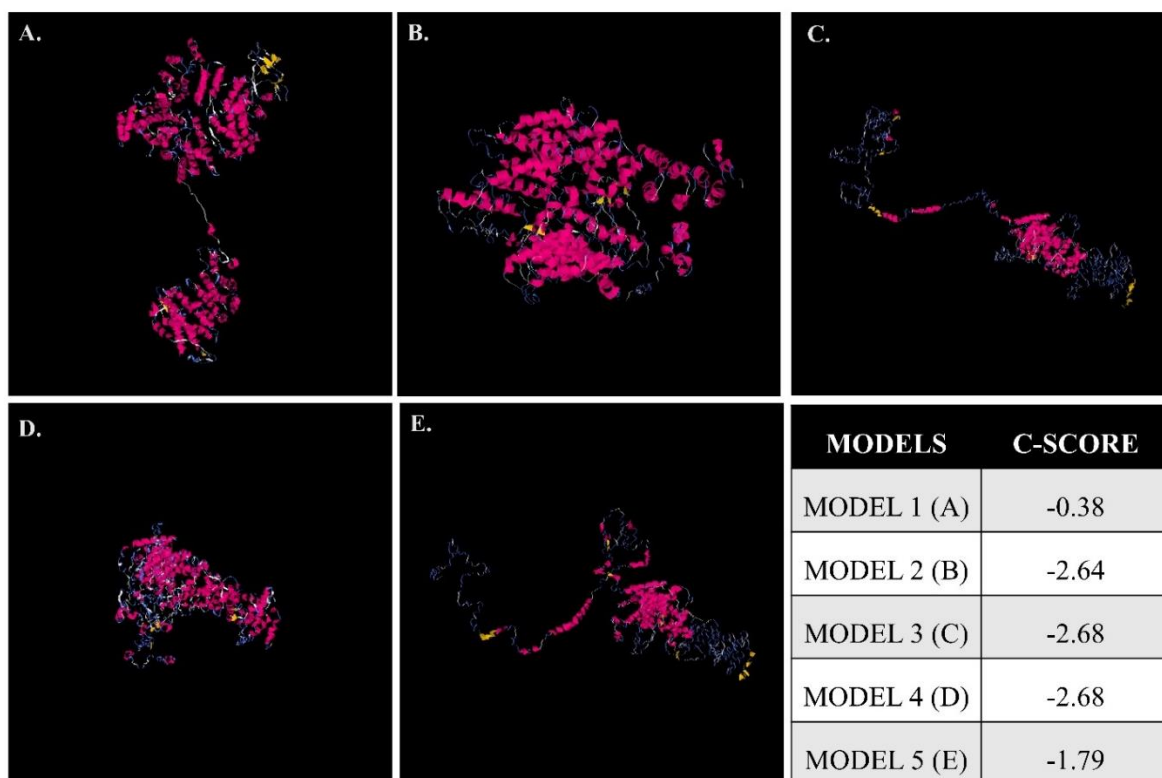 A.
B.
C.
D.
E.
MODELS C-SCORE
MODEL 1 (A) -0.38
MODEL 2 (B) -2.64
MODEL 3 (C) -2.68
MODEL 4 (D) -2.68
MODEL 5 (E) -1.79